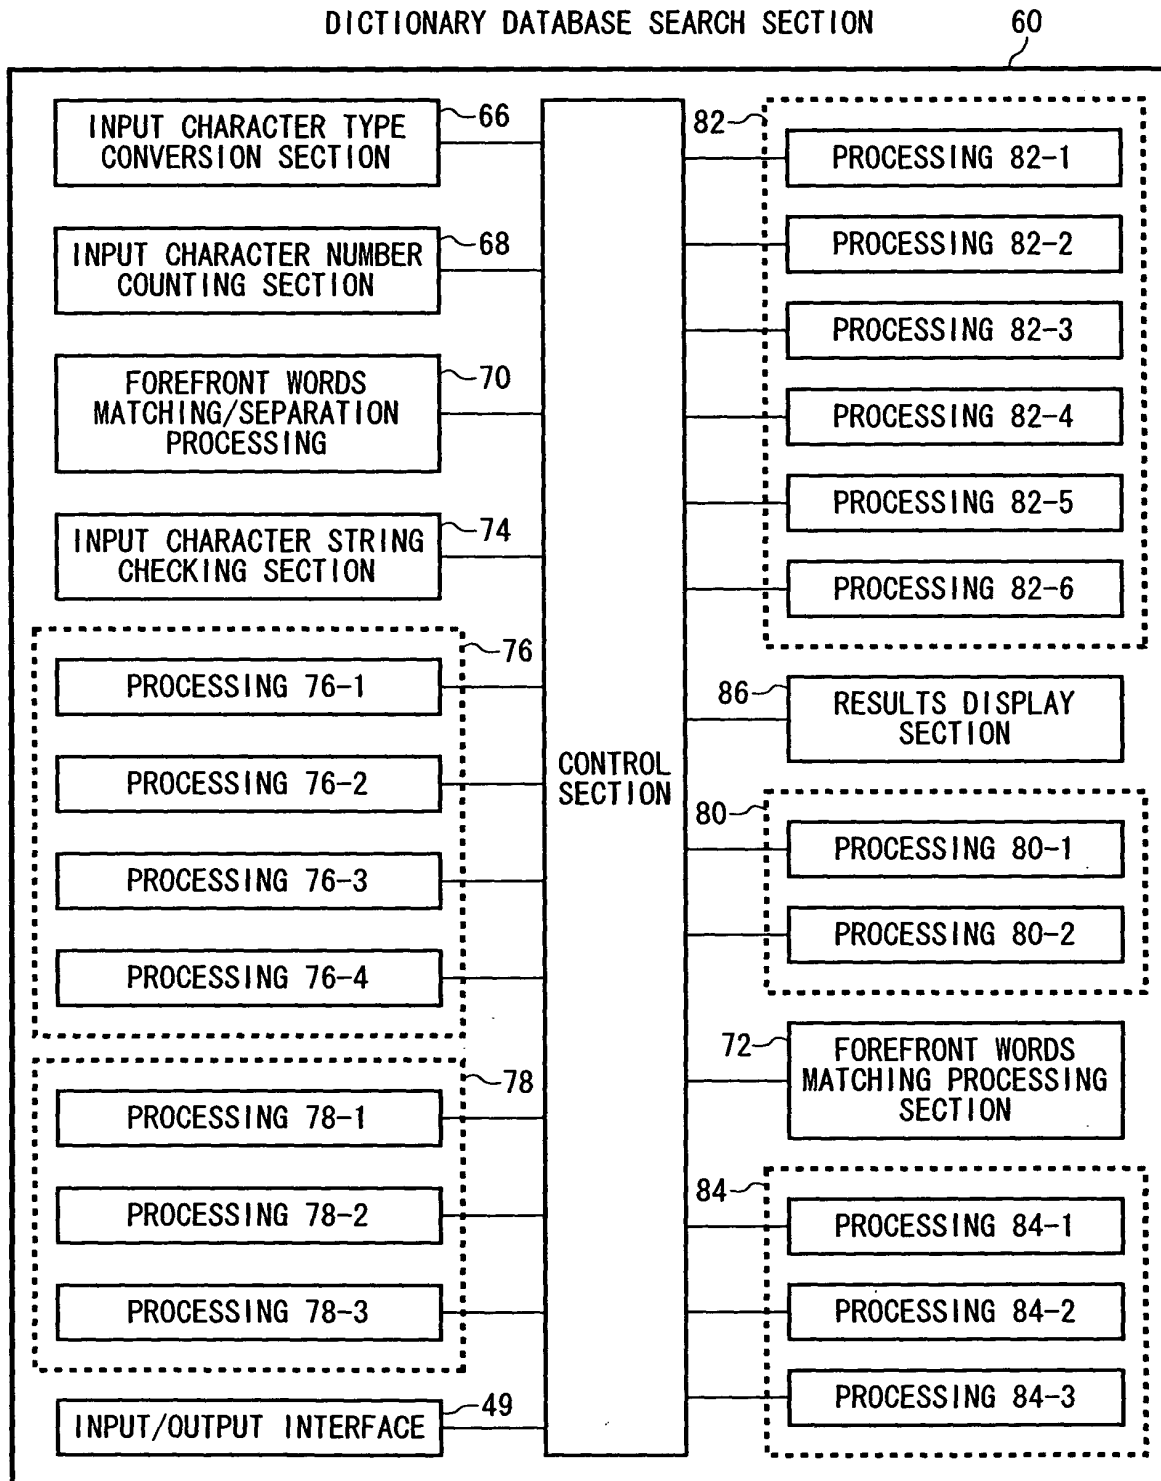 DICTIONARY DATABASE SEARCH SECTION
60
INPUT CHARACTER TYPE
CONVERSION SECTION
66
INPUT CHARACTER NUMBER
COUNTING SECTION
68
FOREFRONT WORDS
MATCHING/SEPARATION
PROCESSING
70
INPUT CHARACTER STRING
CHECKING SECTION
74
76
PROCESSING 76-1
PROCESSING 76-2
PROCESSING 76-3
PROCESSING 76-4
78
PROCESSING 78-1
PROCESSING 78-2
PROCESSING 78-3
INPUT/OUTPUT INTERFACE
49
CONTROL
SECTION
82
PROCESSING 82-1
PROCESSING 82-2
PROCESSING 82-3
PROCESSING 82-4
PROCESSING 82-5
PROCESSING 82-6
86
RESULTS DISPLAY
SECTION
80
PROCESSING 80-1
PROCESSING 80-2
72
FOREFRONT WORDS
MATCHING PROCESSING
SECTION
84
PROCESSING 84-1
PROCESSING 84-2
PROCESSING 84-3